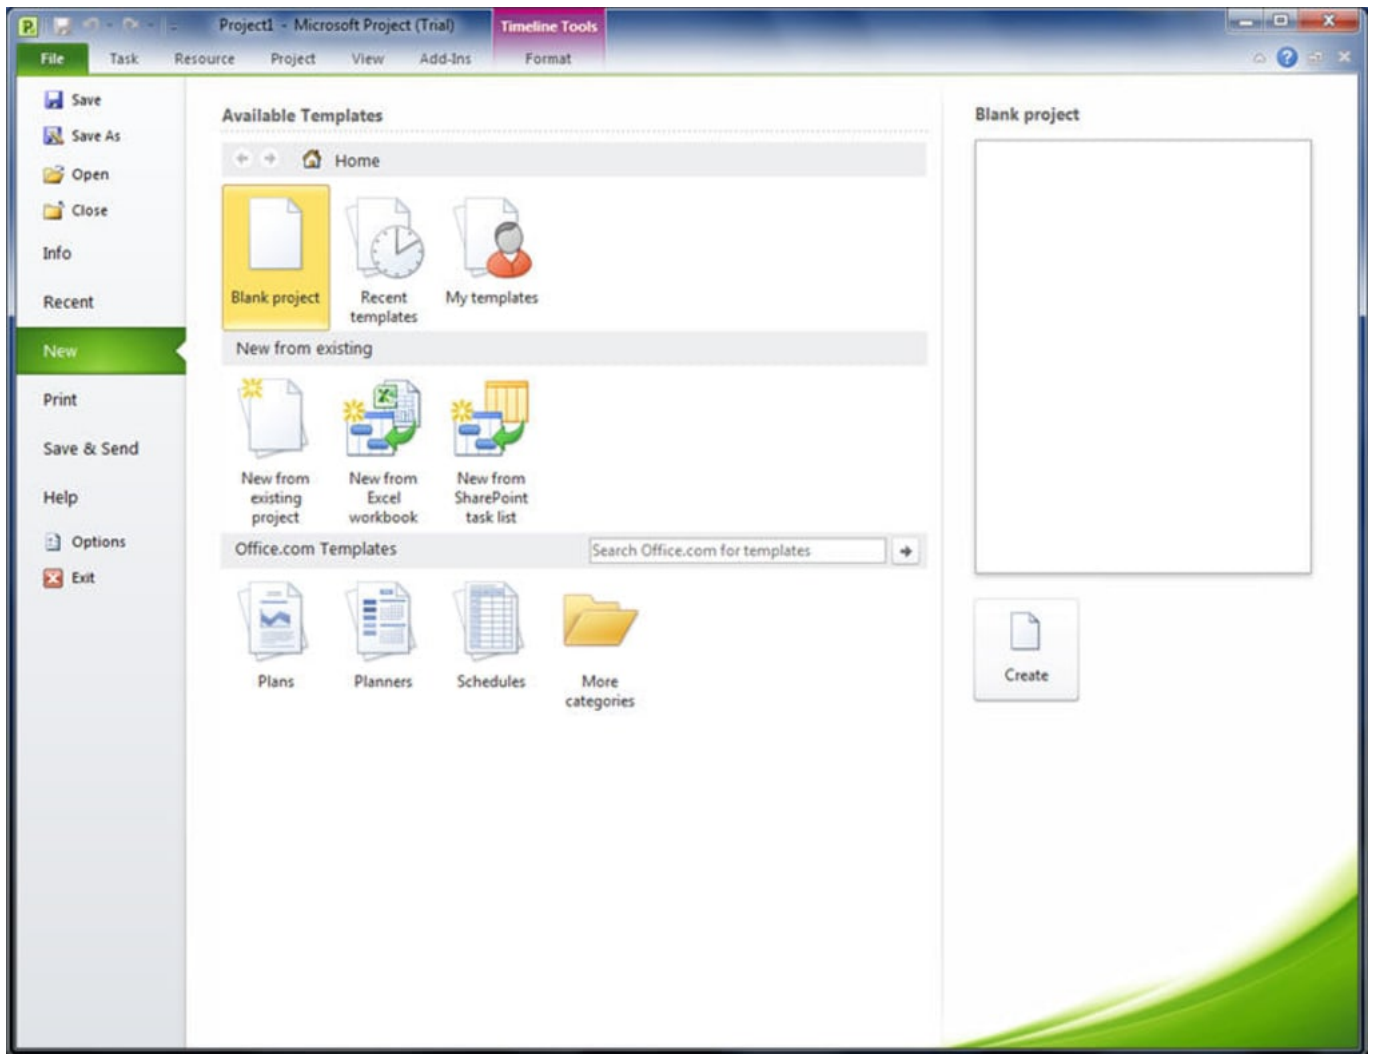 Project1 - Microsoft Project (Trial)
Timeline Tools
File
Task
Resource
Project
View
Add-Ins
Format
Save
Save As
Open
Close
Info
Recent
New
Print
Save & Send
Help
Options
Exit
Available Templates
Home
Blank project
Recent
templates
My templates
New from existing
New from
existing
project
New from
Excel
workbook
New from
SharePoint
task list
Office.com Templates
Search Office.com for templates
Plans
Planners
Schedules
More
categories
Blank project
Create